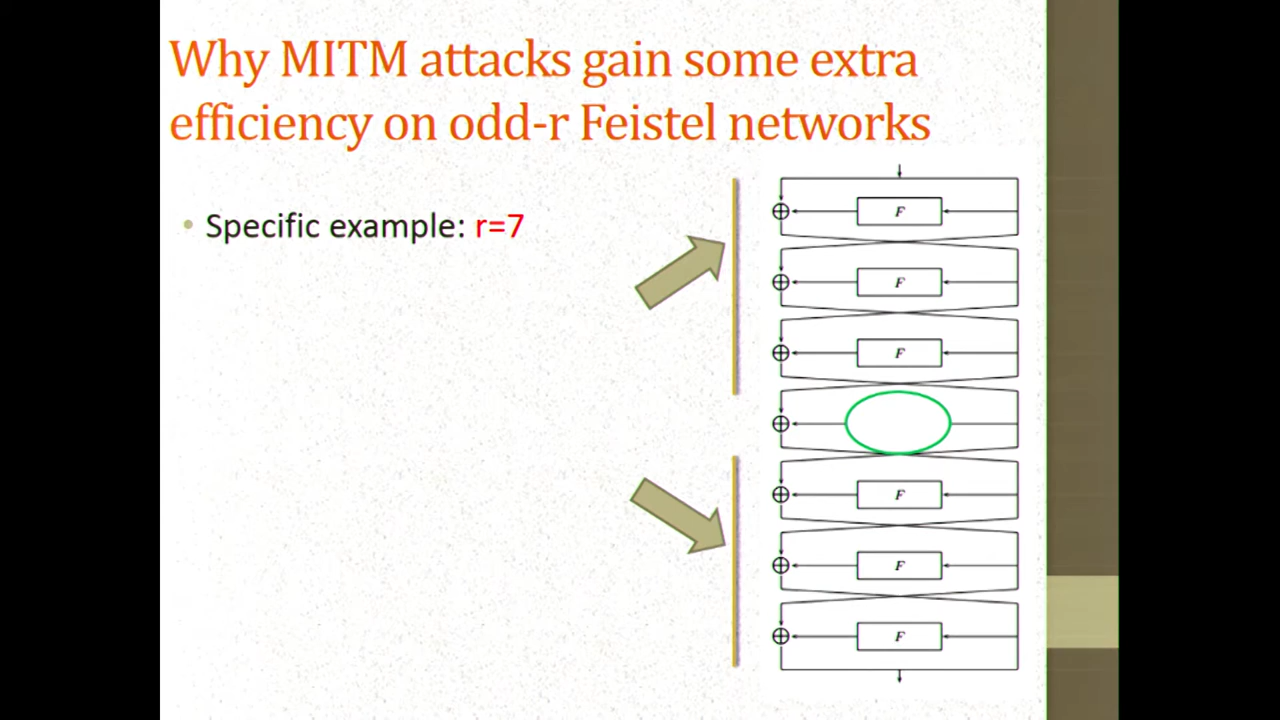 Why MITM attacks gain some extra
efficiency on odd-r Feistel networks
• Specific example: r=7
F
F
F
F
F
F